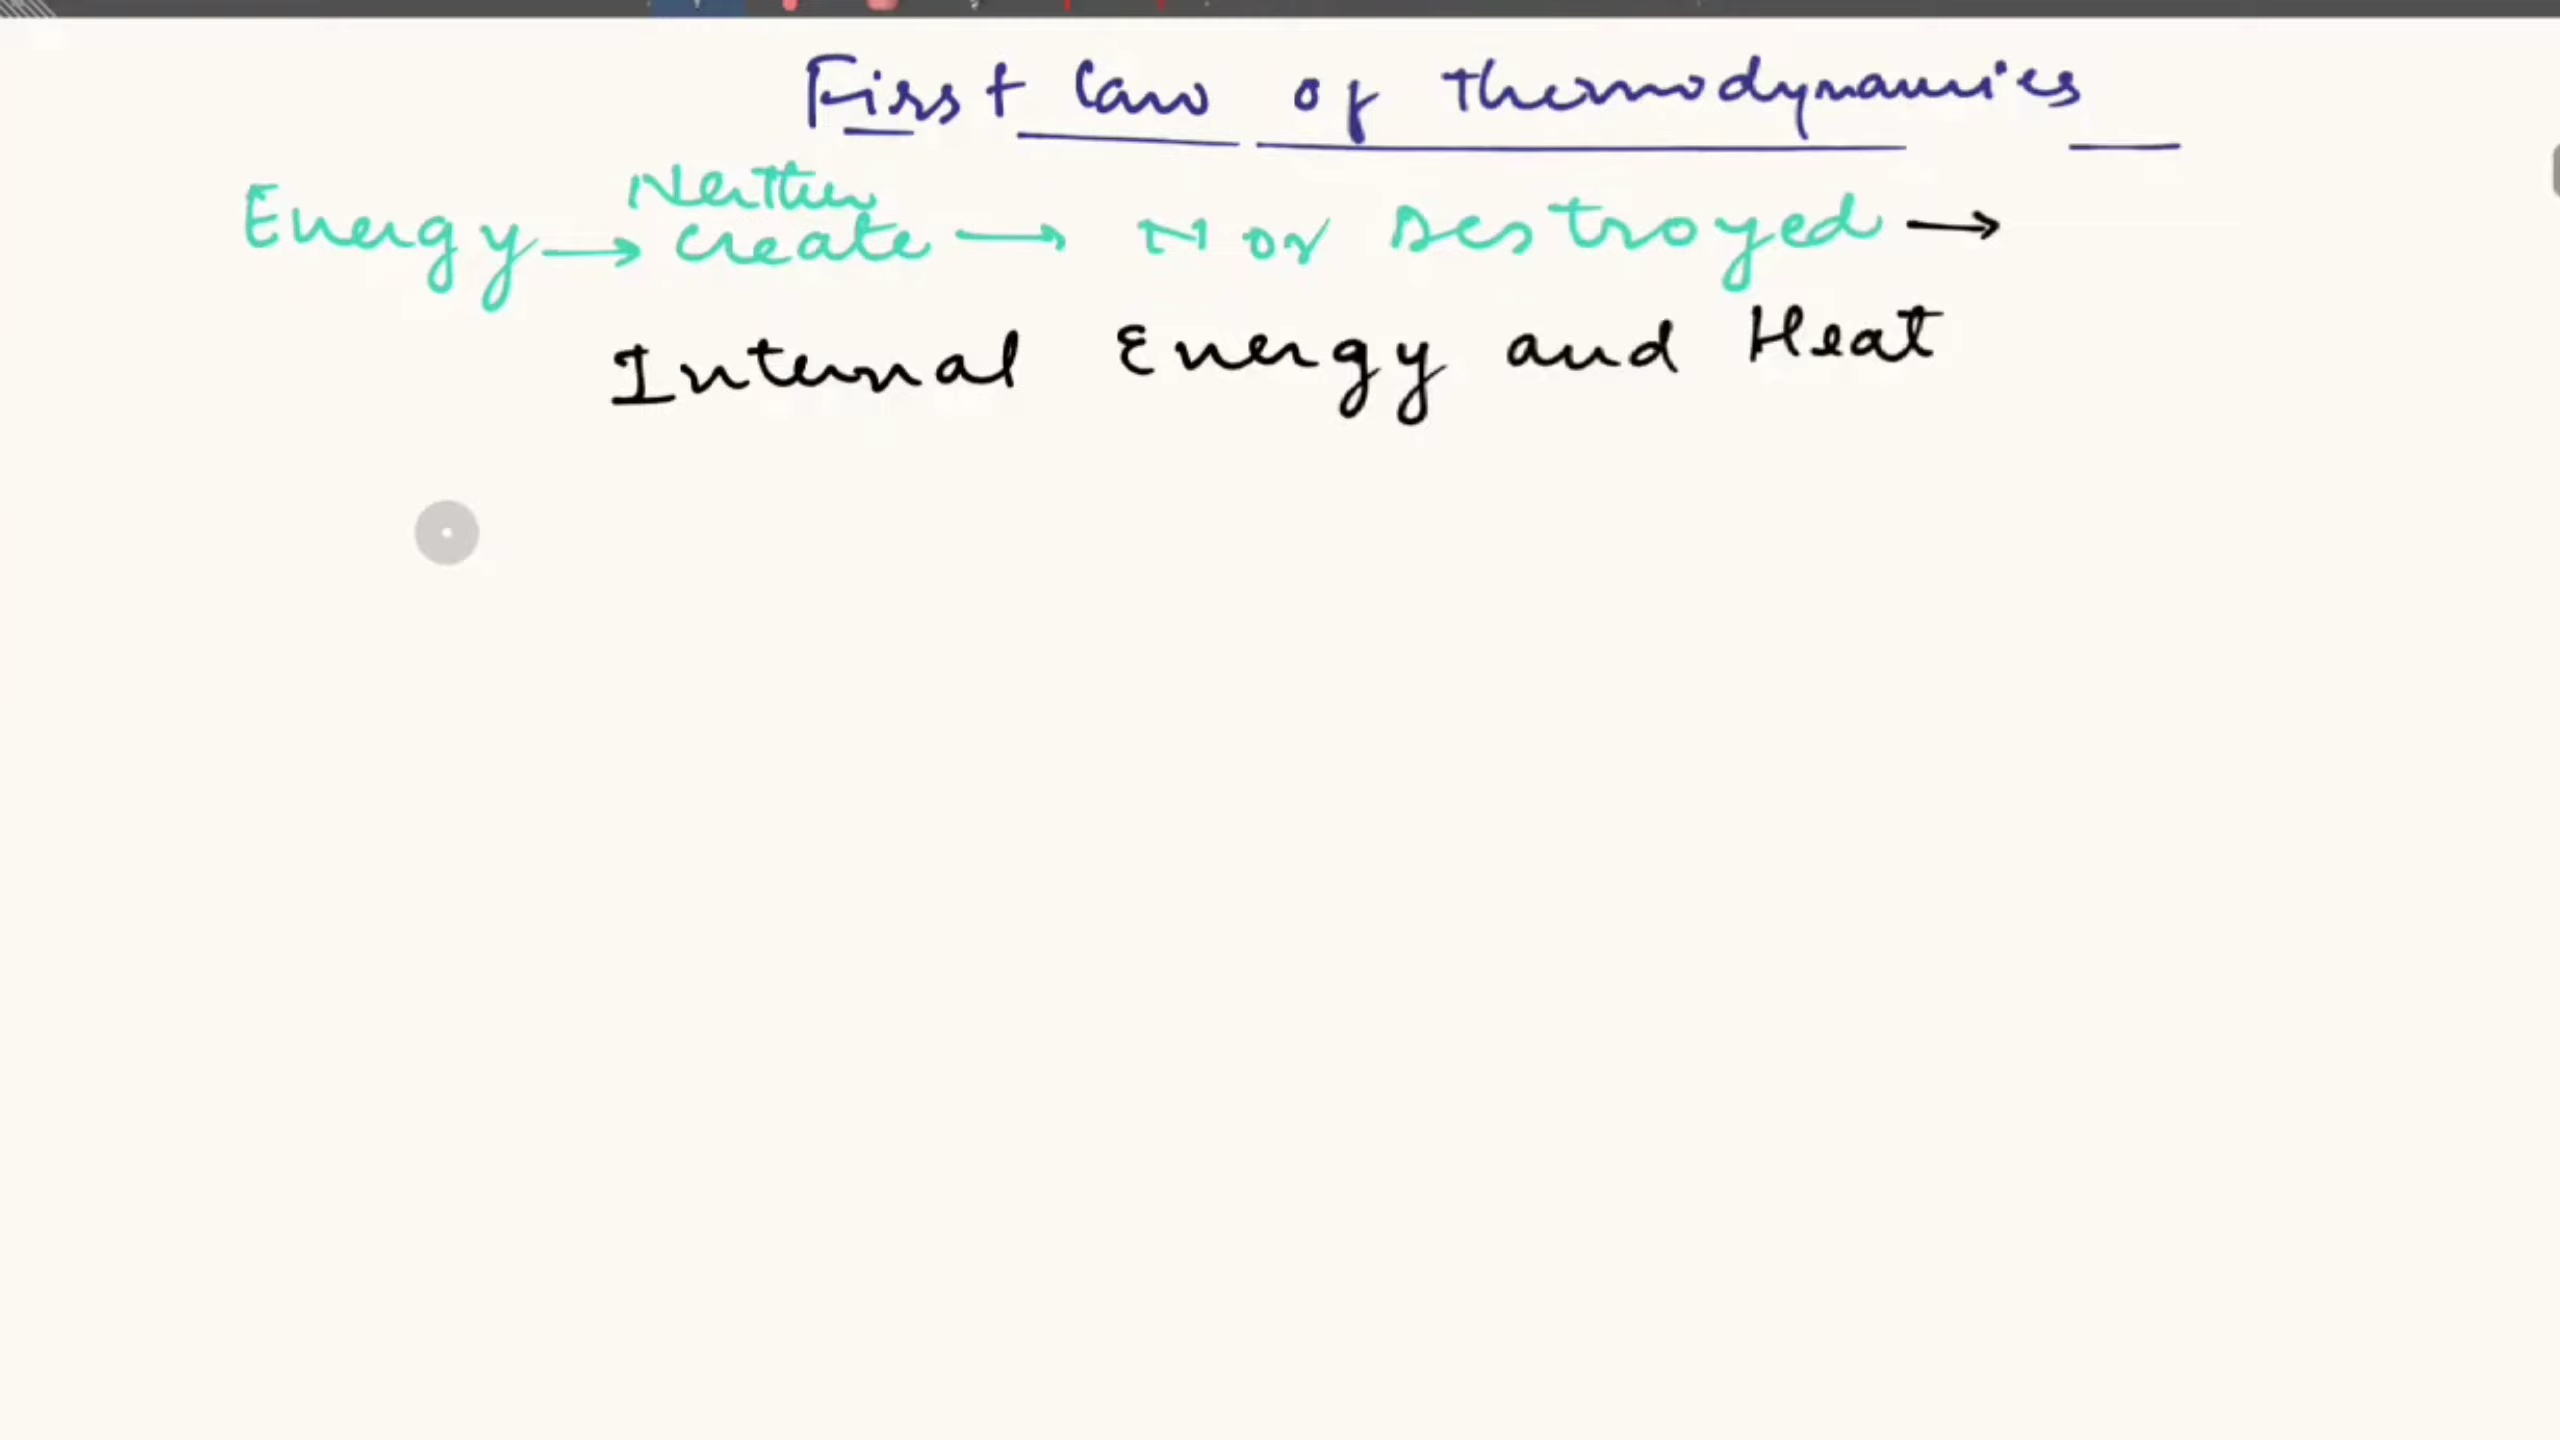 First Law of Thermodynamics
Energy → Neither create → Nor Destroyed →
Internal Energy and Heat